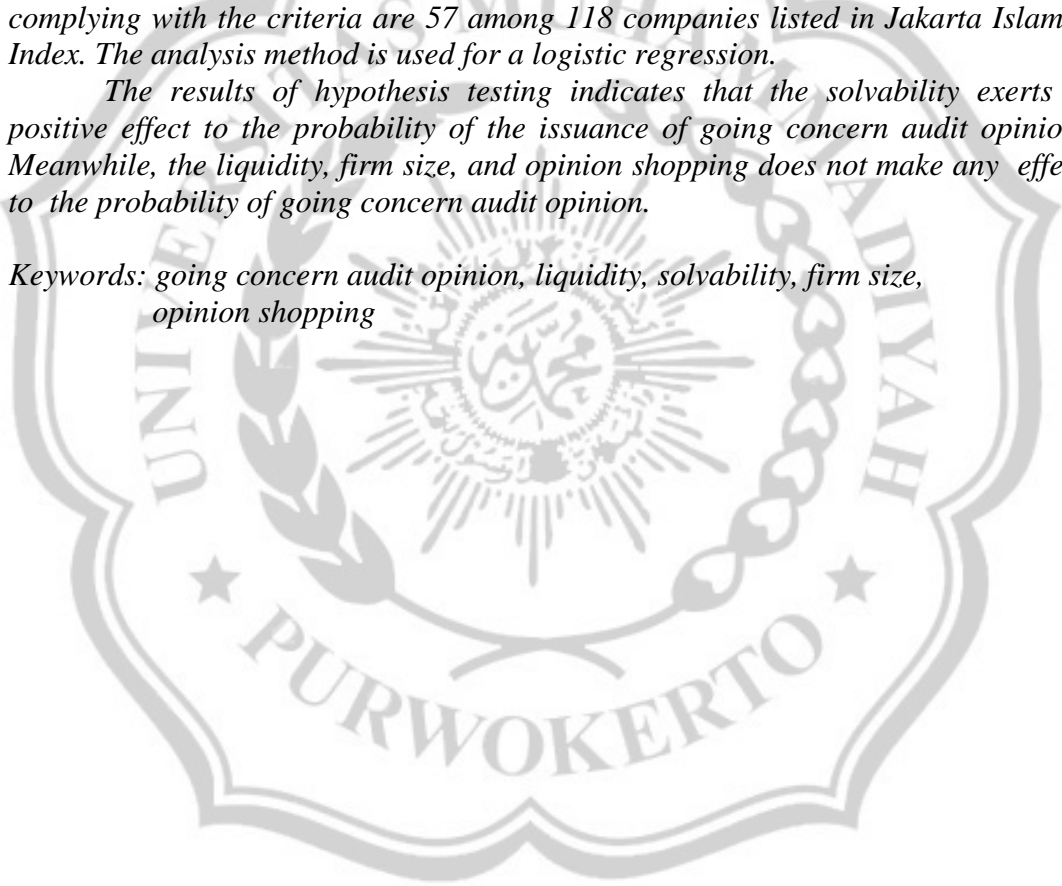 complying with the criteria are 57 among 118 companies listed in Jakarta Islam
Index. The analysis method is used for a logistic regression.
The results of hypothesis testing indicates that the solvability exerts
positive effect to the probability of the issuance of going concern audit opinio
Meanwhile, the liquidity, firm size, and opinion shopping does not make any effe
to the probability of going concern audit opinion.
Keywords: going concern audit opinion, liquidity, solvability, firm size,
opinion shopping
UNIVERSITAS MUHAMMADIYAH
PURWOKERTO